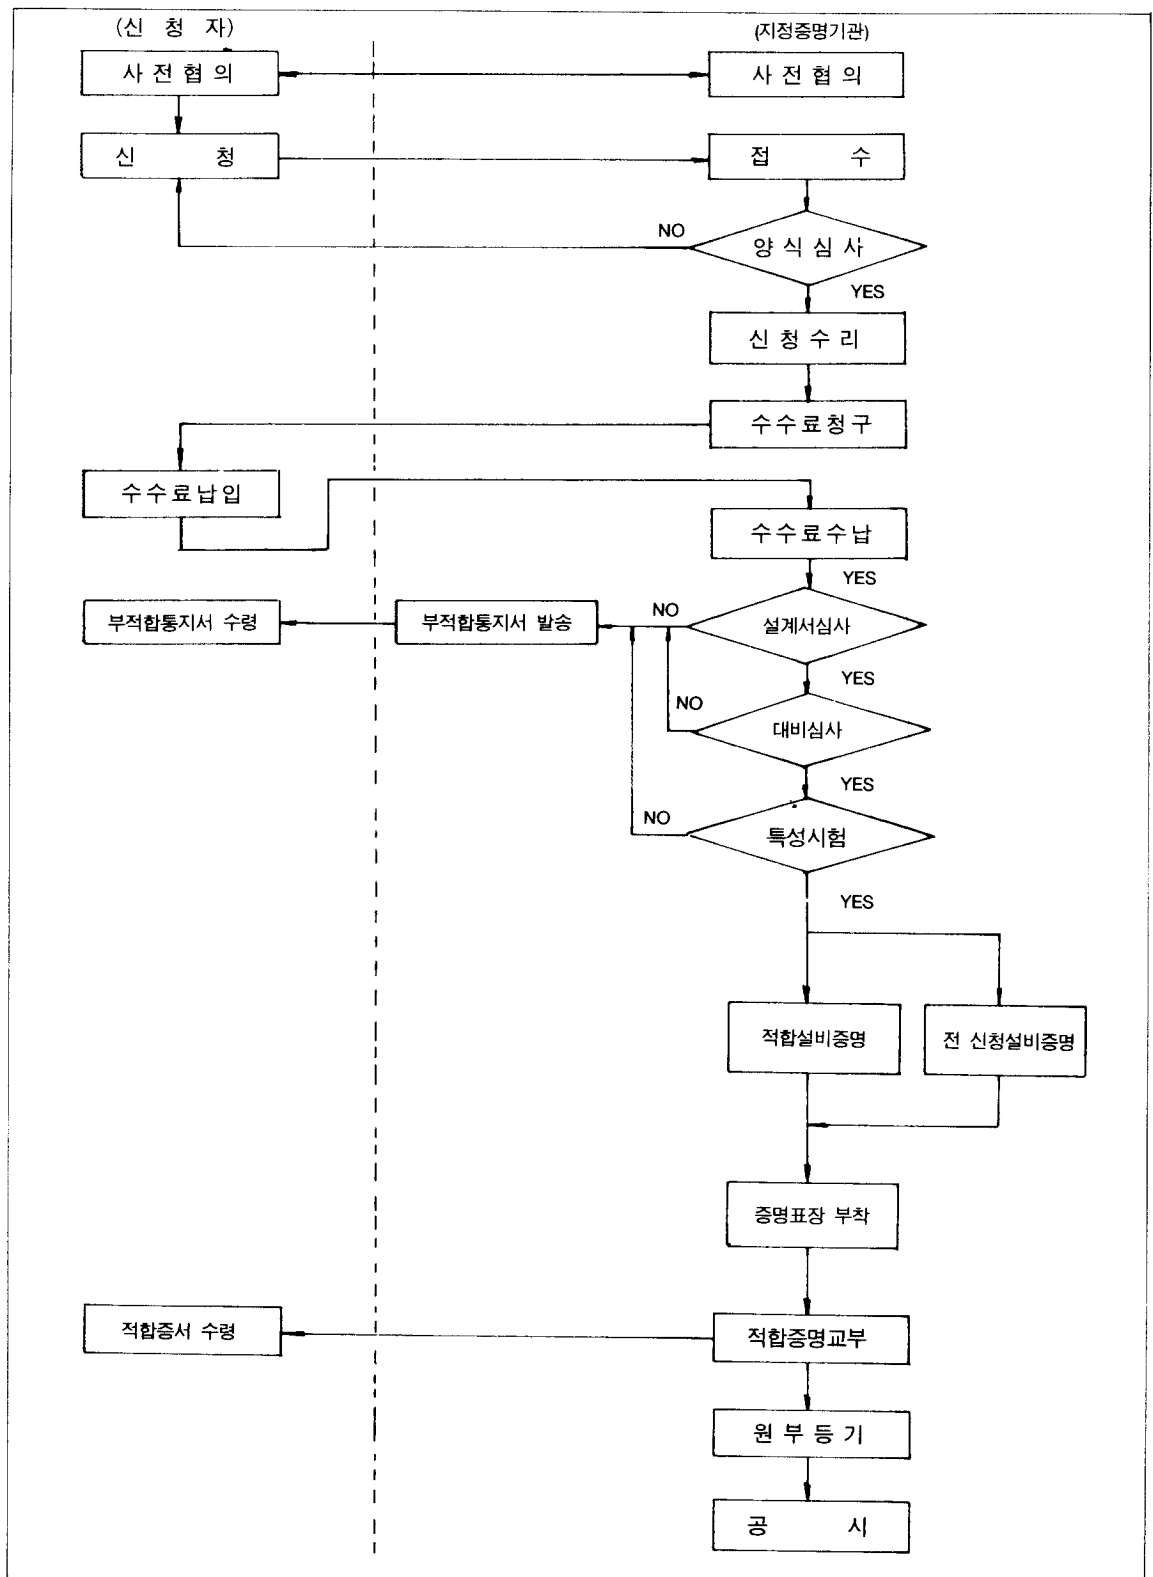 (신 청 자)
(지정증명기관)
사전협의
사전협의
신 청
접 수
NO
양식심사
YES
신청수리
수수료청구
수수료납입
수수료수납
YES
NO
부적합통지서 수령
부적합통지서 발송
설계서심사
YES
NO
대비심사
YES
NO
특성시험
YES
적합설비증명
전 신청설비증명
증명표장 부착
적합증서 수령
적합증명교부
원부등기
공 시